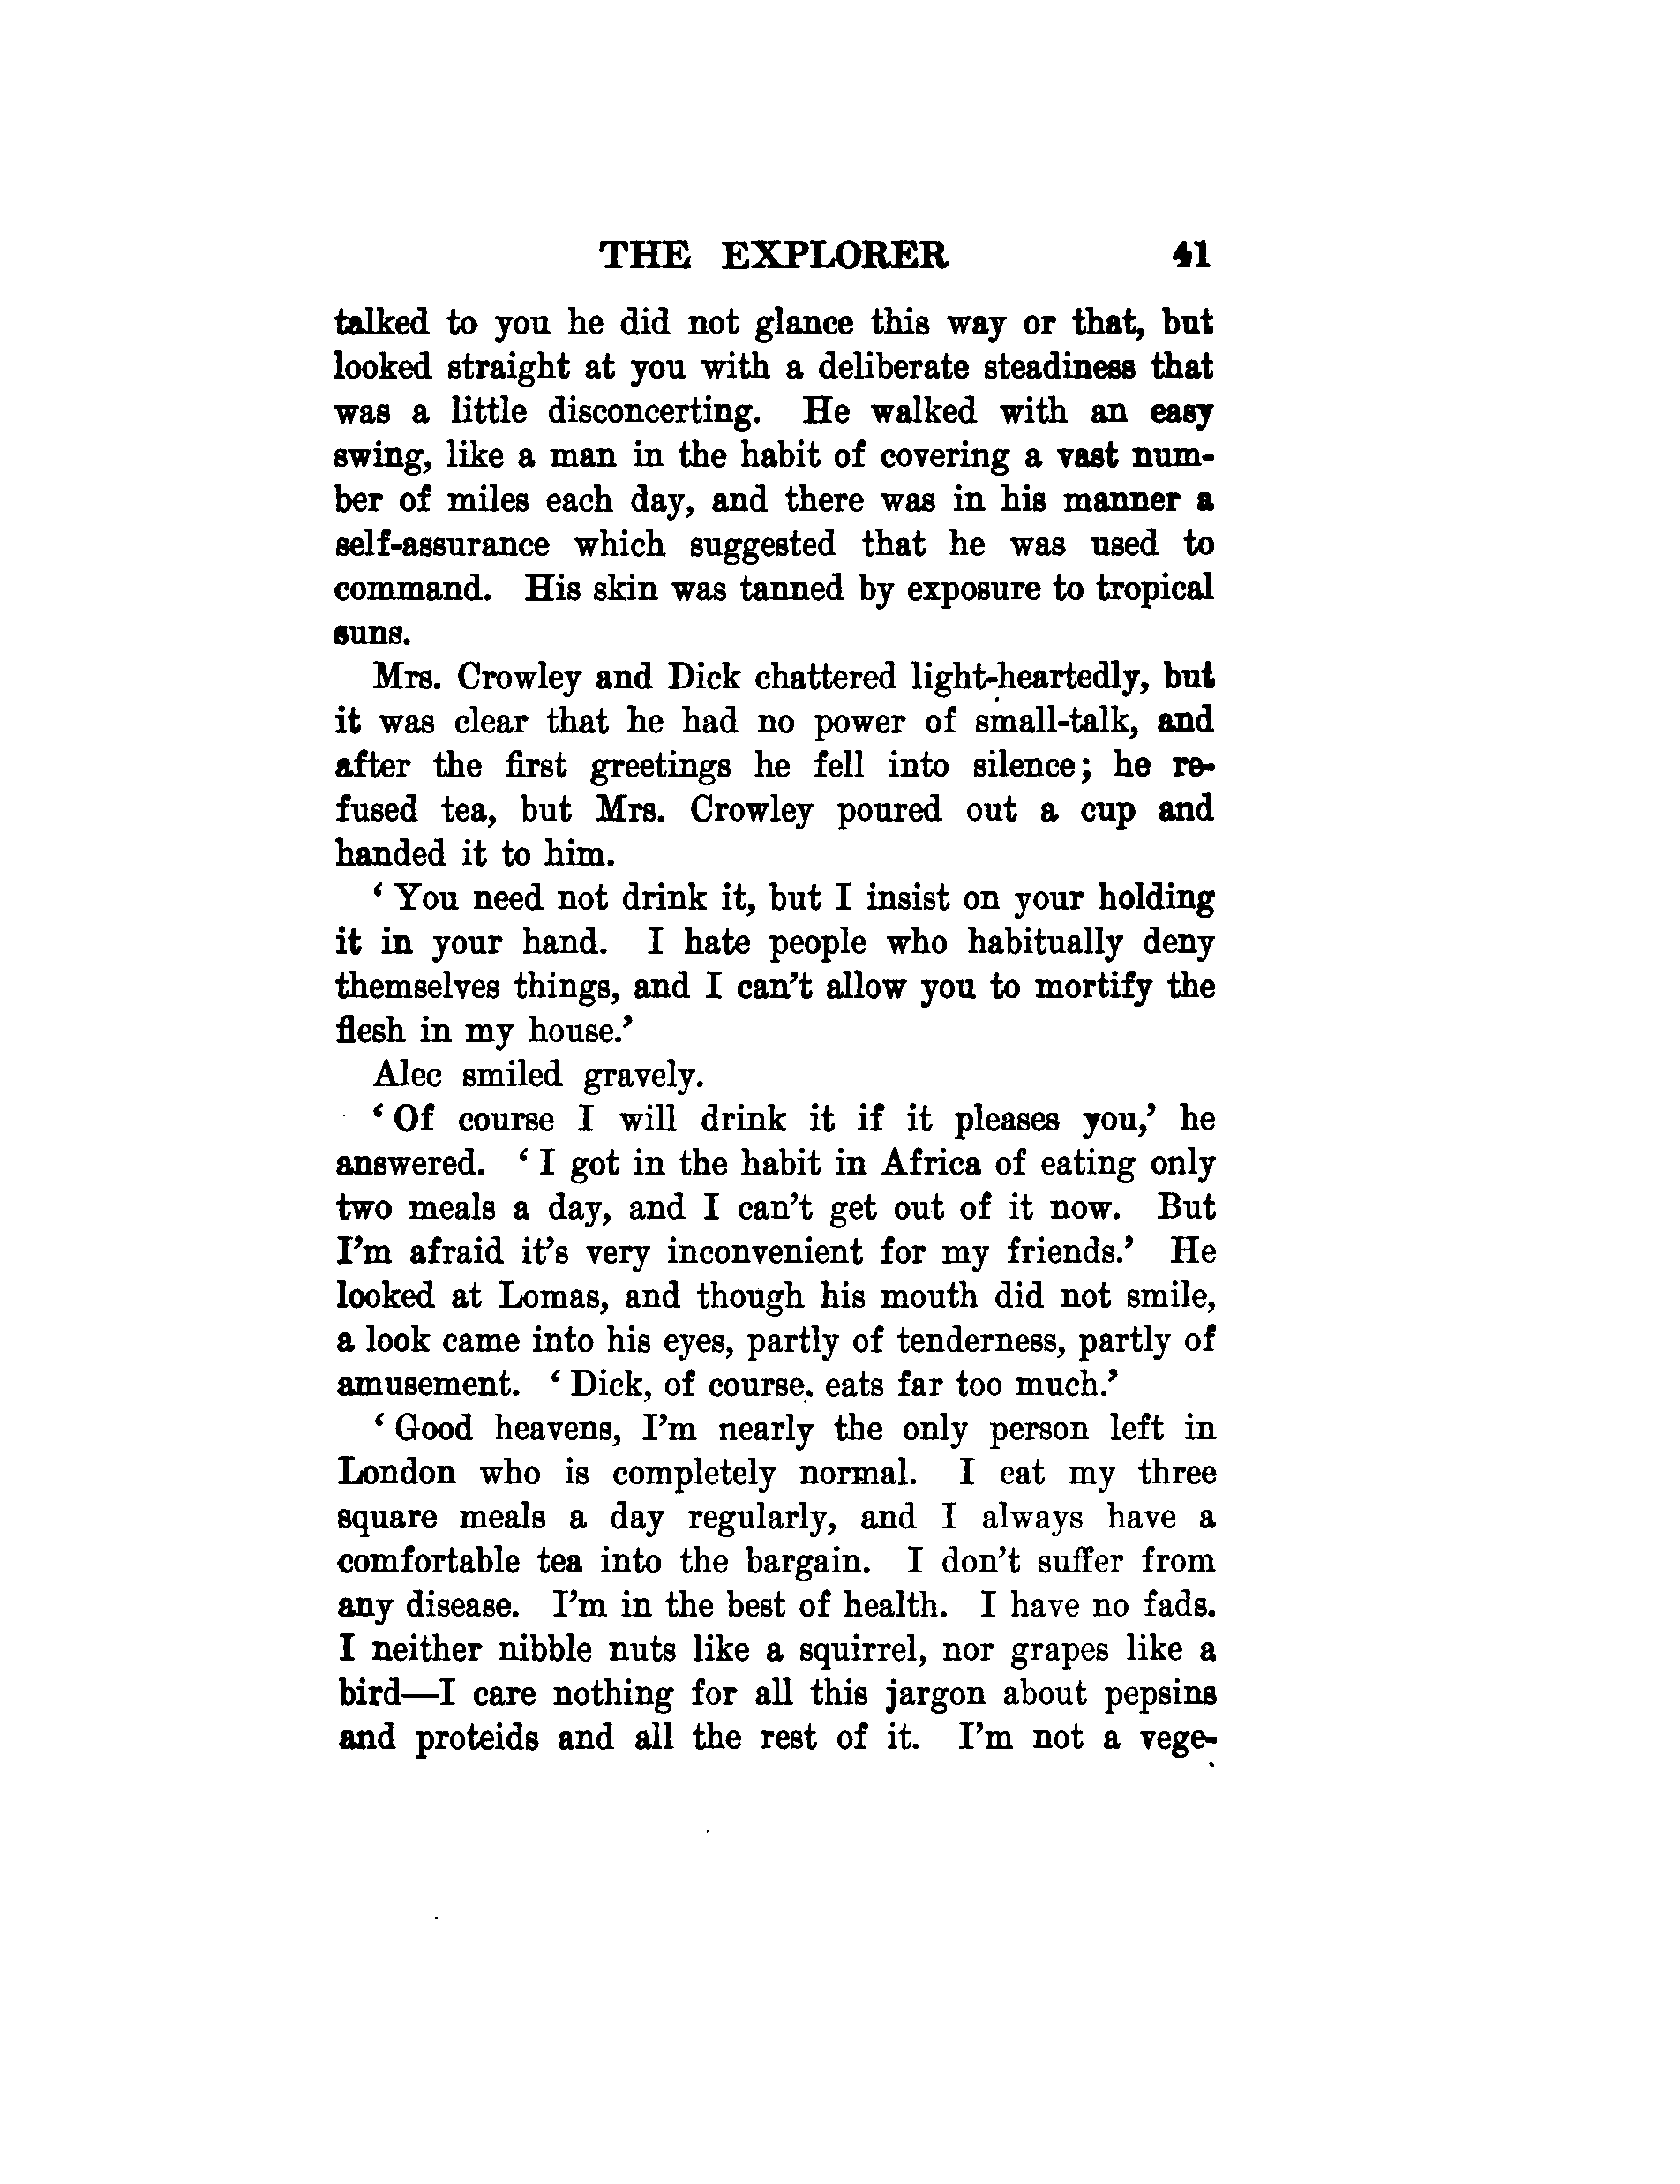 THE EXPLORER 41
talked to you he did not glance this way or that, but
looked straight at you with a deliberate steadiness that
was a little disconcerting. He walked with an easy
swing, like a man in the habit of covering a vast num-
ber of miles each day, and there was in his manner a
self-assurance which suggested that he was used to
command. His skin was tanned by exposure to tropical
suns.
Mrs. Crowley and Dick chattered light-heartedly, but
it was clear that he had no power of small-talk, and
after the first greetings he fell into silence; he re-
fused tea, but Mrs. Crowley poured out a cup and
handed it to him.
‘ You need not drink it, but I insist on your holding
it in your hand. I hate people who habitually deny
themselves things, and I can’t allow you to mortify the
flesh in my house.’
Alec smiled gravely.
‘ Of course I will drink it if it pleases you,’ he
answered. ‘ I got in the habit in Africa of eating only
two meals a day, and I can’t get out of it now. But
I’m afraid it’s very inconvenient for my friends.’ He
looked at Lomas, and though his mouth did not smile,
a look came into his eyes, partly of tenderness, partly of
amusement. ‘ Dick, of course. eats far too much.’
‘ Good heavens, I’m nearly the only person left in
London who is completely normal. I eat my three
square meals a day regularly, and I always have a
comfortable tea into the bargain. I don’t suffer from
any disease. I’m in the best of health. I have no fads.
I neither nibble nuts like a squirrel, nor grapes like a
bird—I care nothing for all this jargon about pepsins
and proteids and all the rest of it. I’m not a vege-